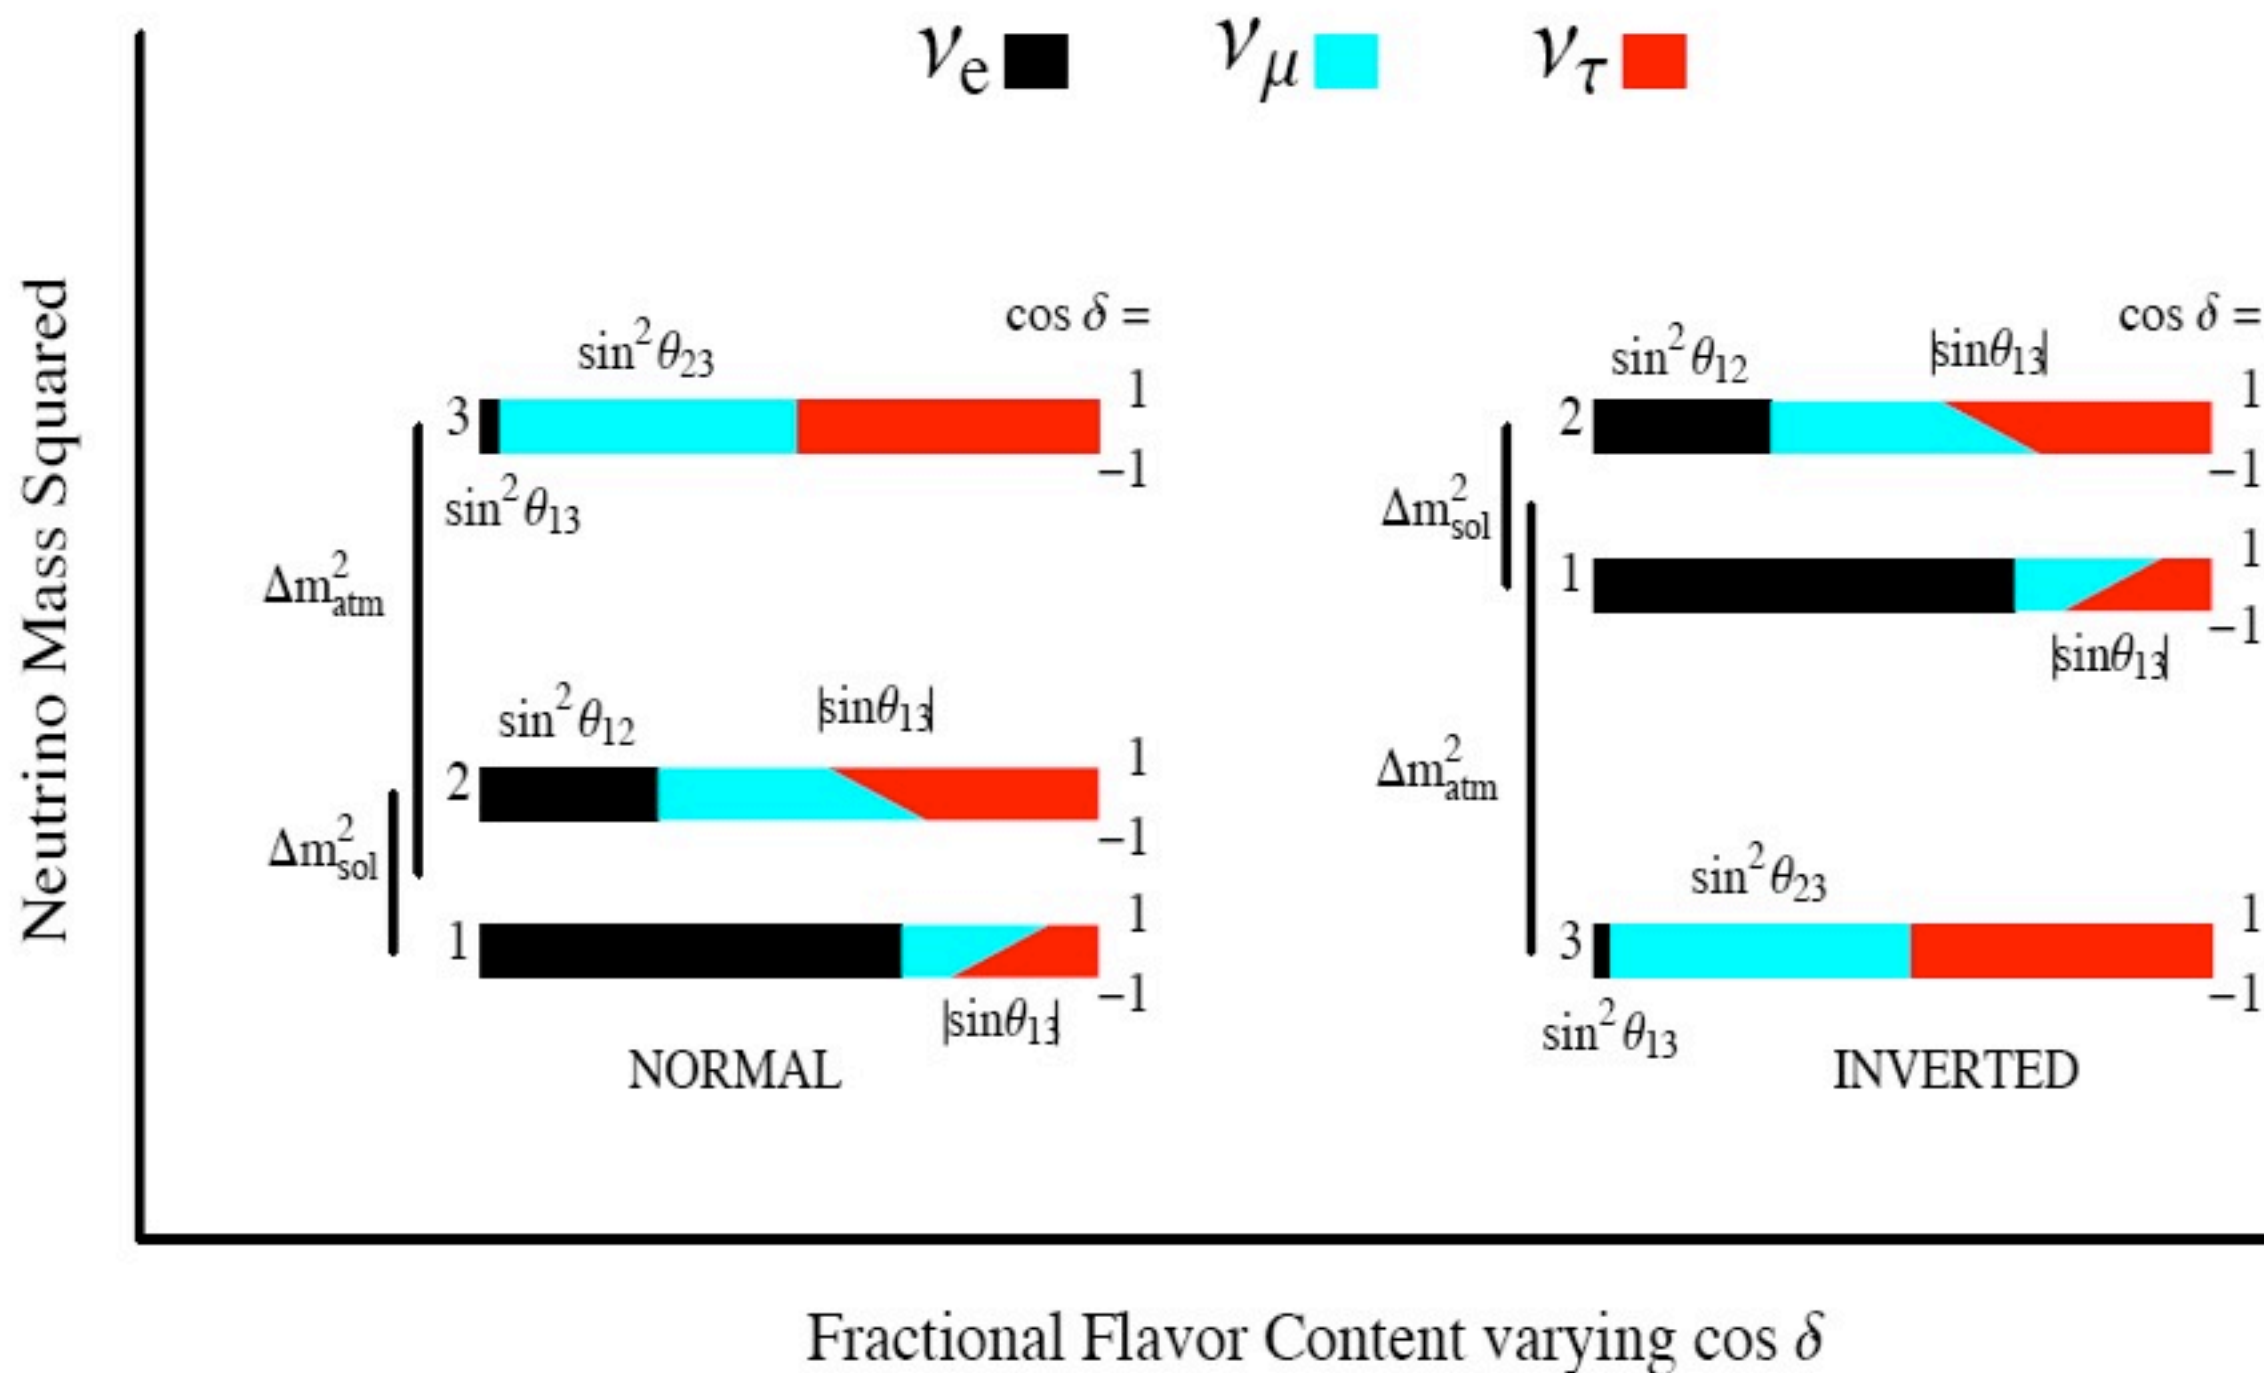 νe νμ ντ
Neutrino Mass Squared
cos δ =
sin²θ₂₃
3
1
−1
sin²θ₁₃
Δm²atm
sin²θ₁₂ |sinθ₁₃|
2
1
−1
Δm²sol
1
1
−1
|sinθ₁₃|
NORMAL
cos δ =
sin²θ₁₂ |sinθ₁₃|
2
1
−1
Δm²sol
1
1
−1
|sinθ₁₃|
Δm²atm
sin²θ₂₃
3
1
−1
sin²θ₁₃
INVERTED
Fractional Flavor Content varying cos δ